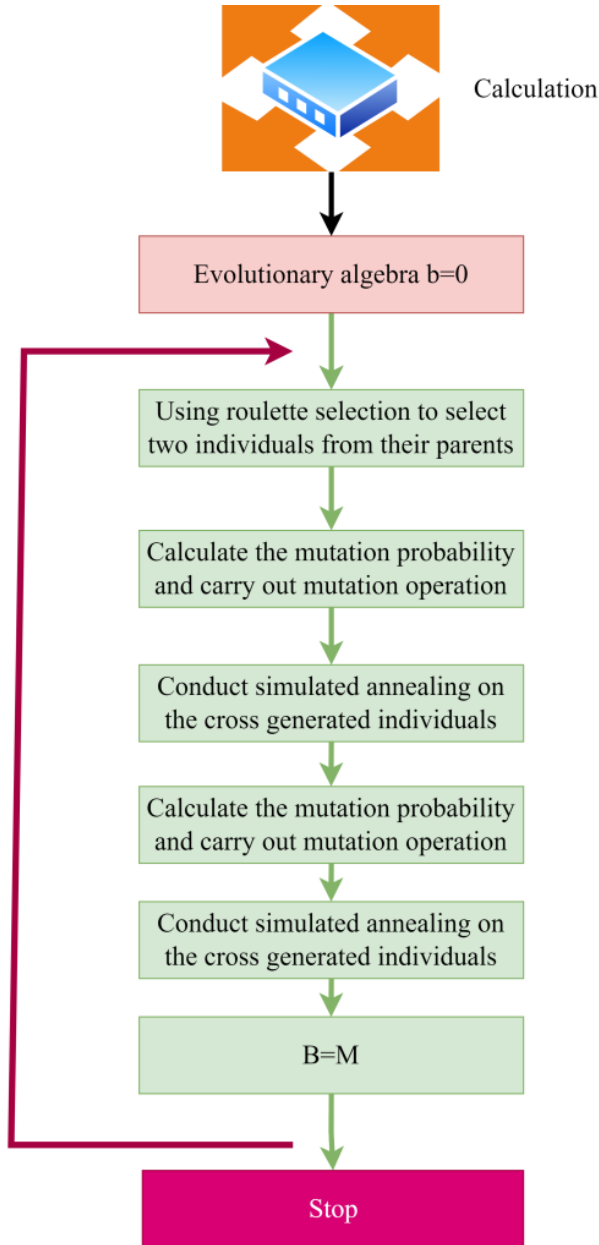 Calculation
Evolutionary algebra b=0
Using roulette selection to select
two individuals from their parents
Calculate the mutation probability
and carry out mutation operation
Conduct simulated annealing on
the cross generated individuals
Calculate the mutation probability
and carry out mutation operation
Conduct simulated annealing on
the cross generated individuals
B=M
Stop